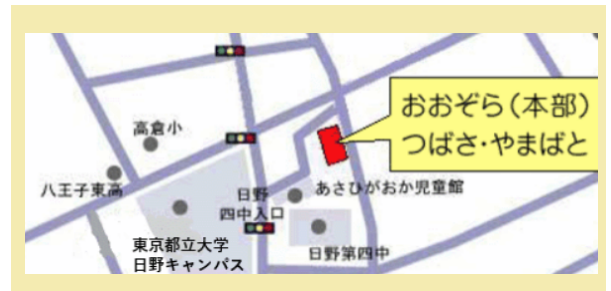 おおぞら（本部）
つばさ・やまばと
高倉小
八王子東高
あさひがおか児童館
日野
四中入口
東京都立大学
日野キャンパス
日野第四中